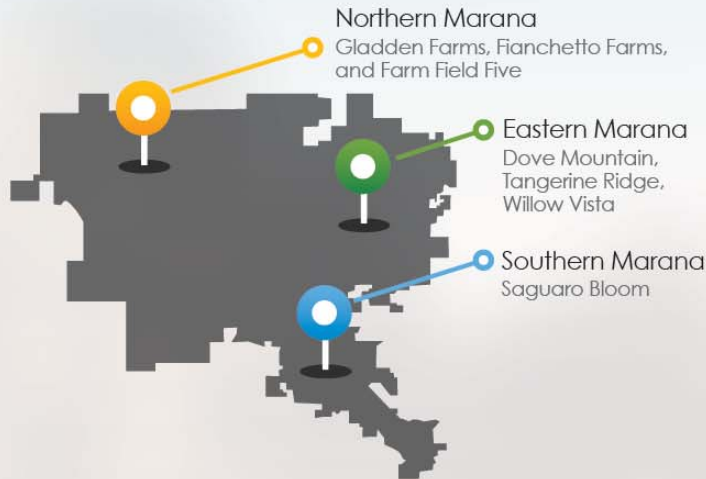 Northern Marana
Gladden Farms, Fianchetto Farms,
and Farm Field Five
Eastern Marana
Dove Mountain,
Tangerine Ridge,
Willow Vista
Southern Marana
Saguaro Bloom